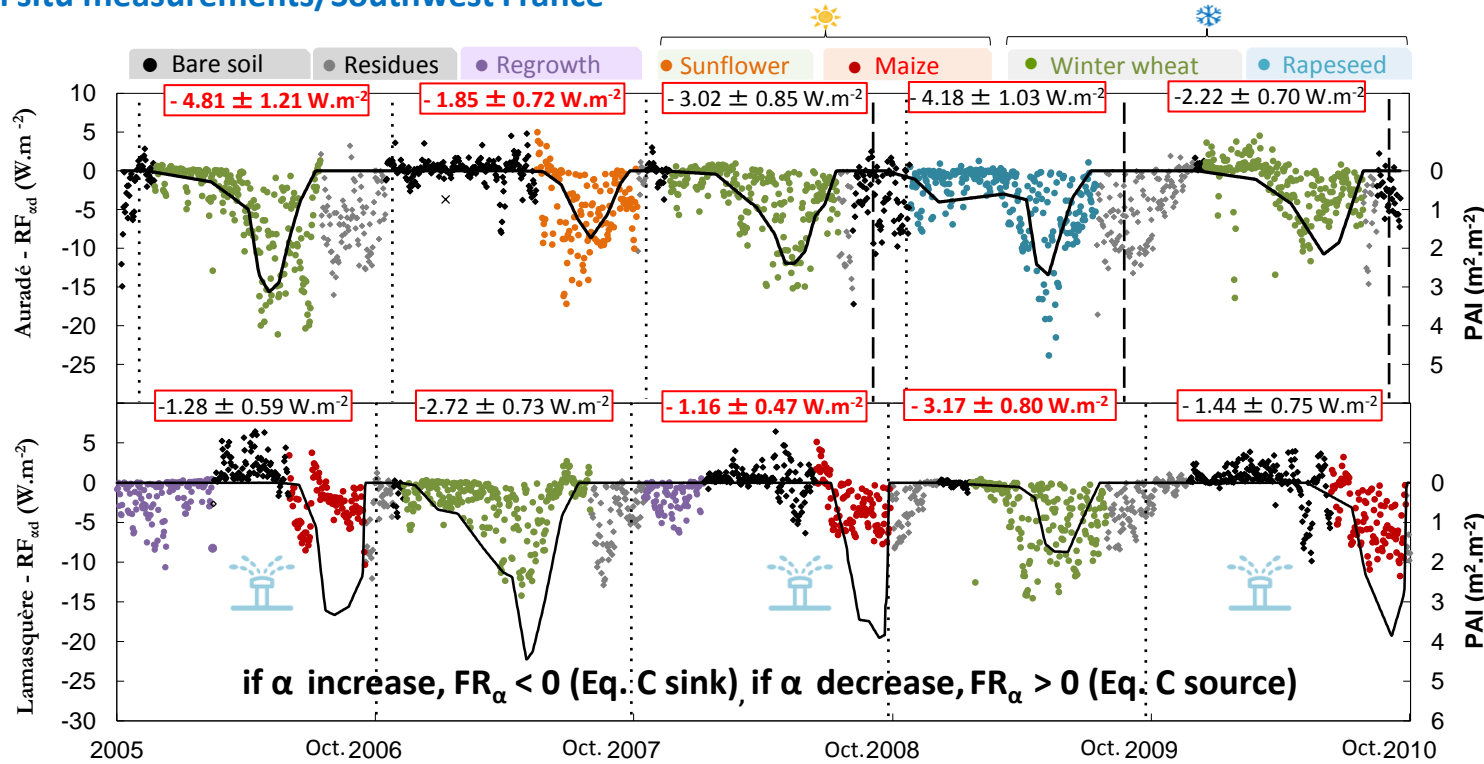 situ measurements/Southwest France
Bare soil
Residues
Regrowth
Sunflower
Maize
Winter wheat
Rapeseed
- 4.81 ± 1.21 W.m-2
- 1.85 ± 0.72 W.m-2
- 3.02 ± 0.85 W.m-2
- 4.18 ± 1.03 W.m-2
-2.22 ± 0.70 W.m-2
Auradé - RFαd (W.m-2)
10
5
0
-5
-10
-15
-20
-25
0
1
2
3
4
5
PAI (m2.m-2)
-1.28 ± 0.59 W.m-2
-2.72 ± 0.73 W.m-2
- 1.16 ± 0.47 W.m-2
- 3.17 ± 0.80 W.m-2
- 1.44 ± 0.75 W.m-2
Lamasquère - RFαd (W.m-2)
5
0
-5
-10
-15
-20
-25
-30
0
1
2
3
4
5
6
PAI (m2.m-2)
if α increase, FRα < 0 (Eq. C sink), if α decrease, FRα > 0 (Eq. C source)
2005 Oct. 2006 Oct. 2007 Oct. 2008 Oct. 2009 Oct. 2010